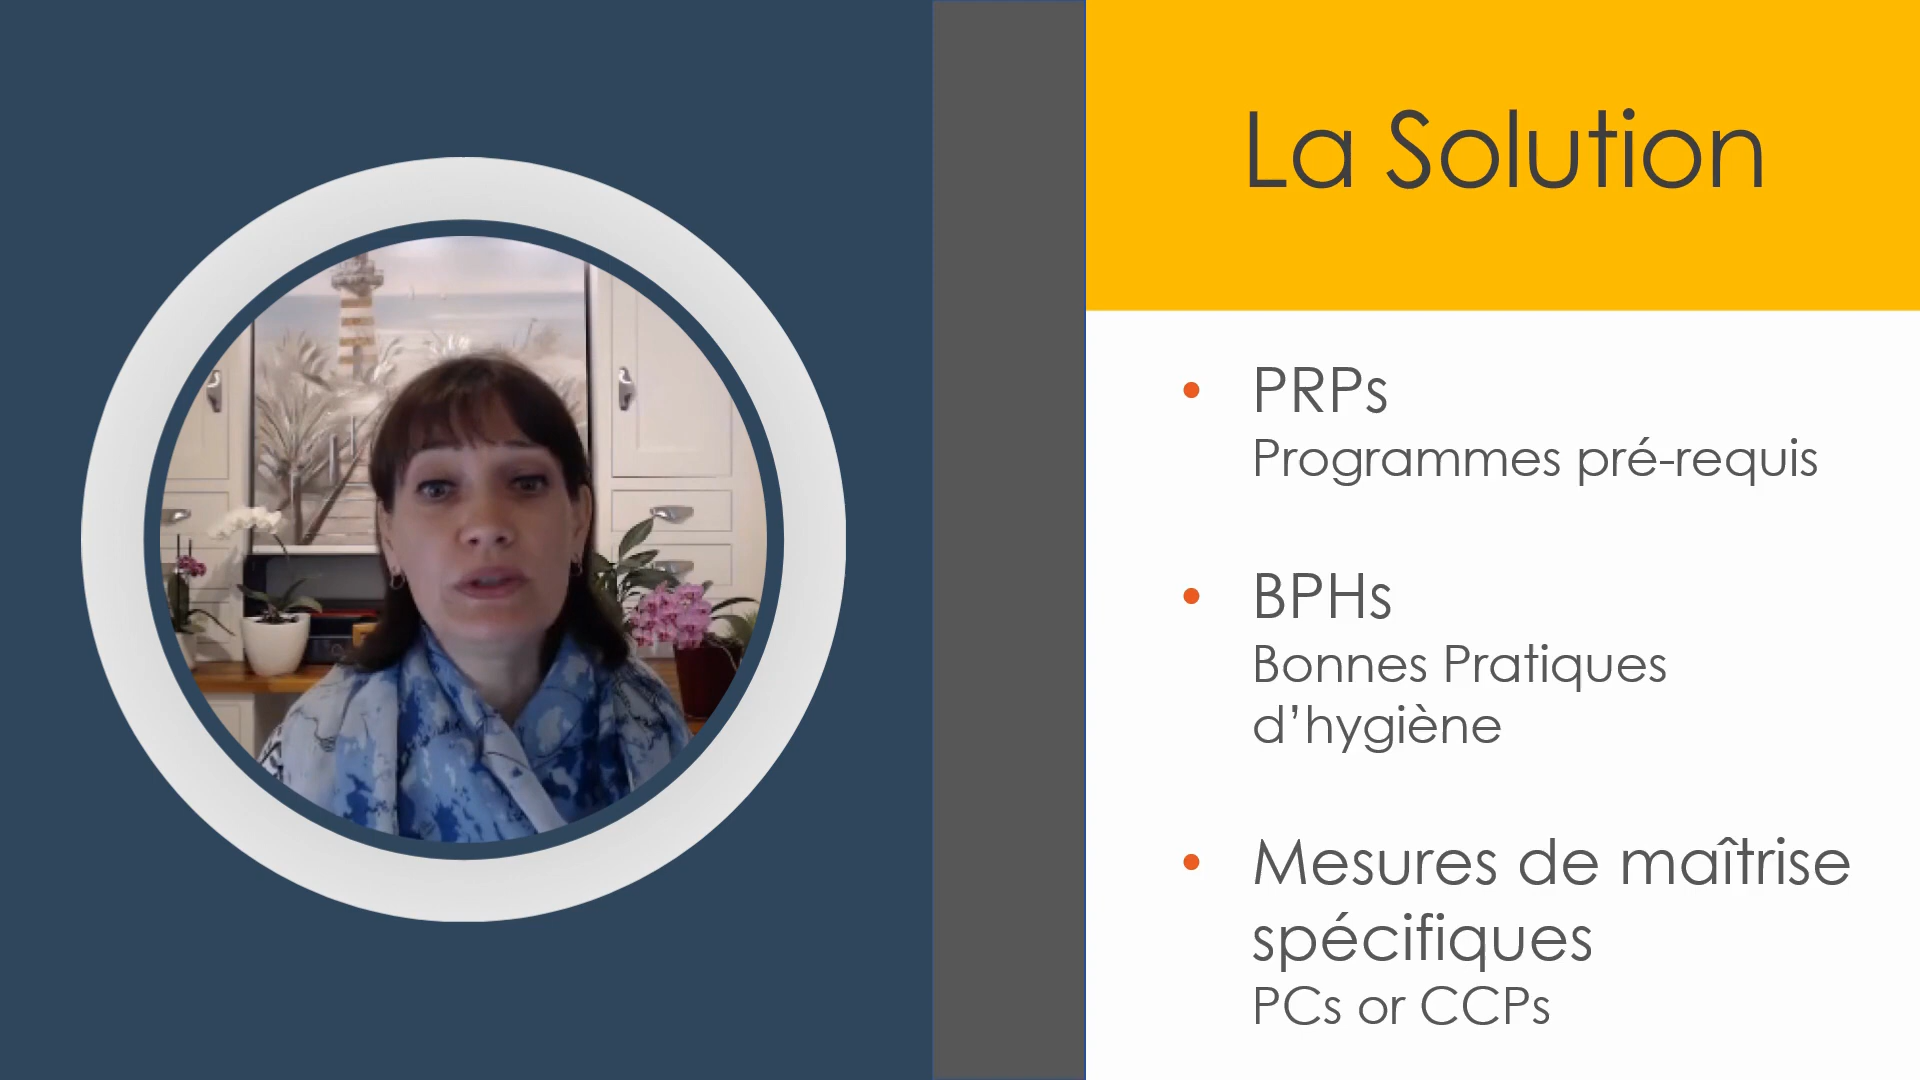 La Solution
• PRPs
Programmes pré-requis
• BPHs
Bonnes Pratiques
d’hygiène
• Mesures de maîtrise
spécifiques
PCs or CCPs